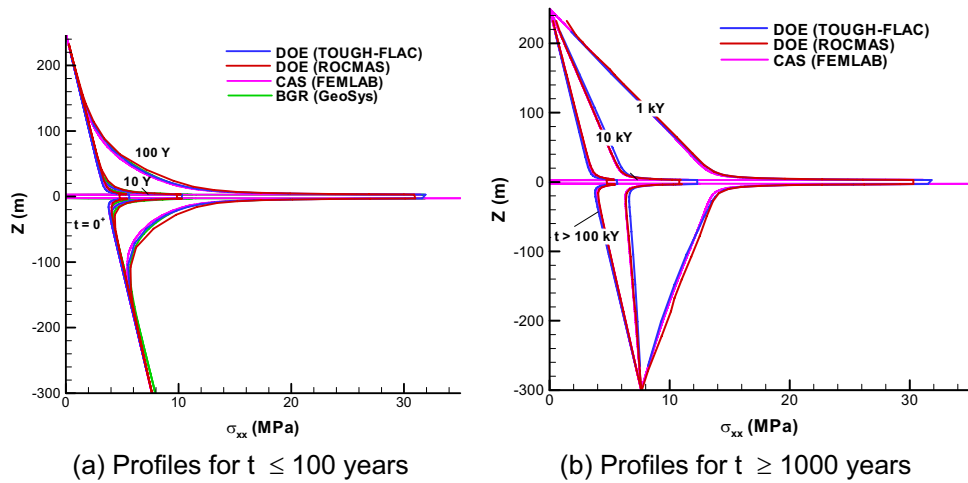 DOE (TOUGH-FLAC)
DOE (ROCMAS)
CAS (FEMLAB)
BGR (GeoSys)
Z (m)
200
100
0
-100
-200
-300
100 Y
10 Y
t = 0⁺
0
10
20
30
σxx (MPa)
(a) Profiles for t ≤ 100 years
DOE (TOUGH-FLAC)
DOE (ROCMAS)
CAS (FEMLAB)
Z (m)
200
100
0
-100
-200
-300
1 kY
10 kY
t > 100 kY
0
10
20
30
σxx (MPa)
(b) Profiles for t ≥ 1000 years